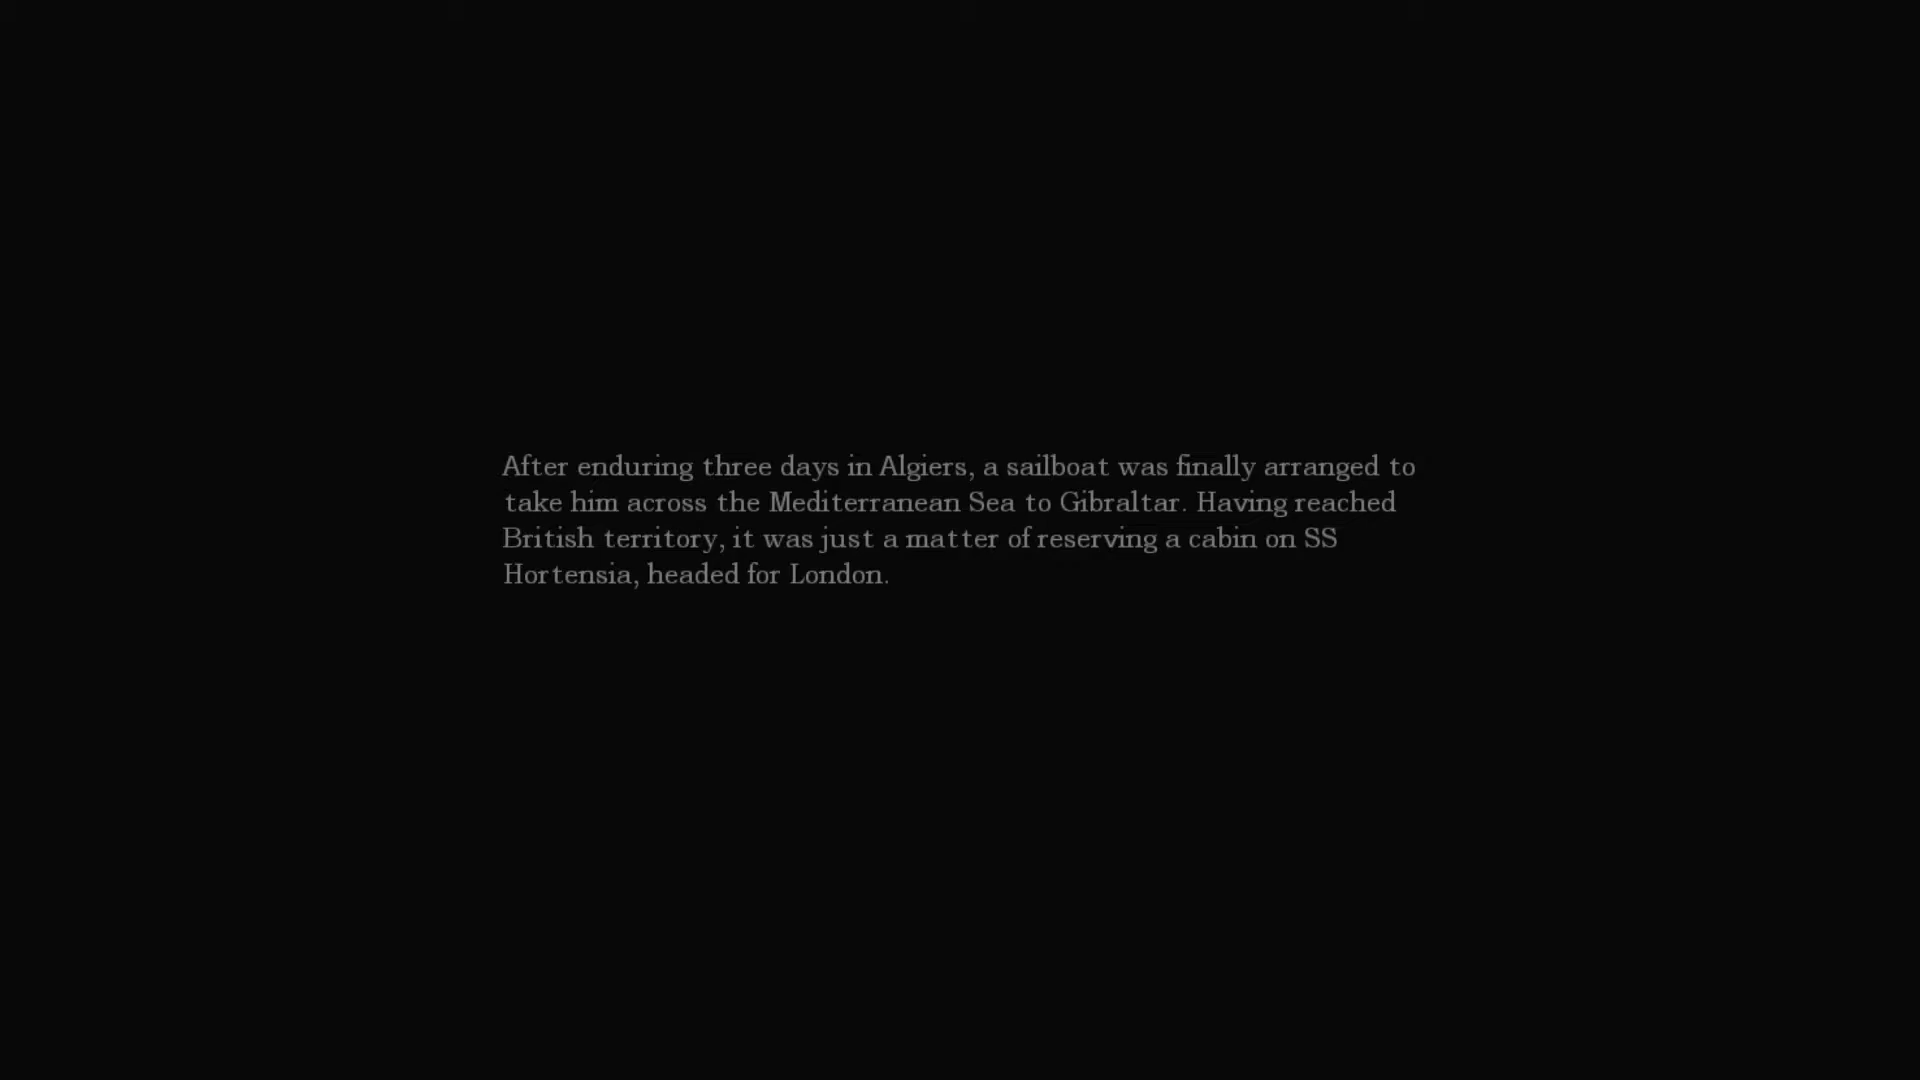 After enduring three days in Algiers, a sailboat was finally arranged to
take him across the Mediterranean Sea to Gibraltar. Having reached
British territory, it was just a matter of reserving a cabin on SS
Hortensia, headed for London.